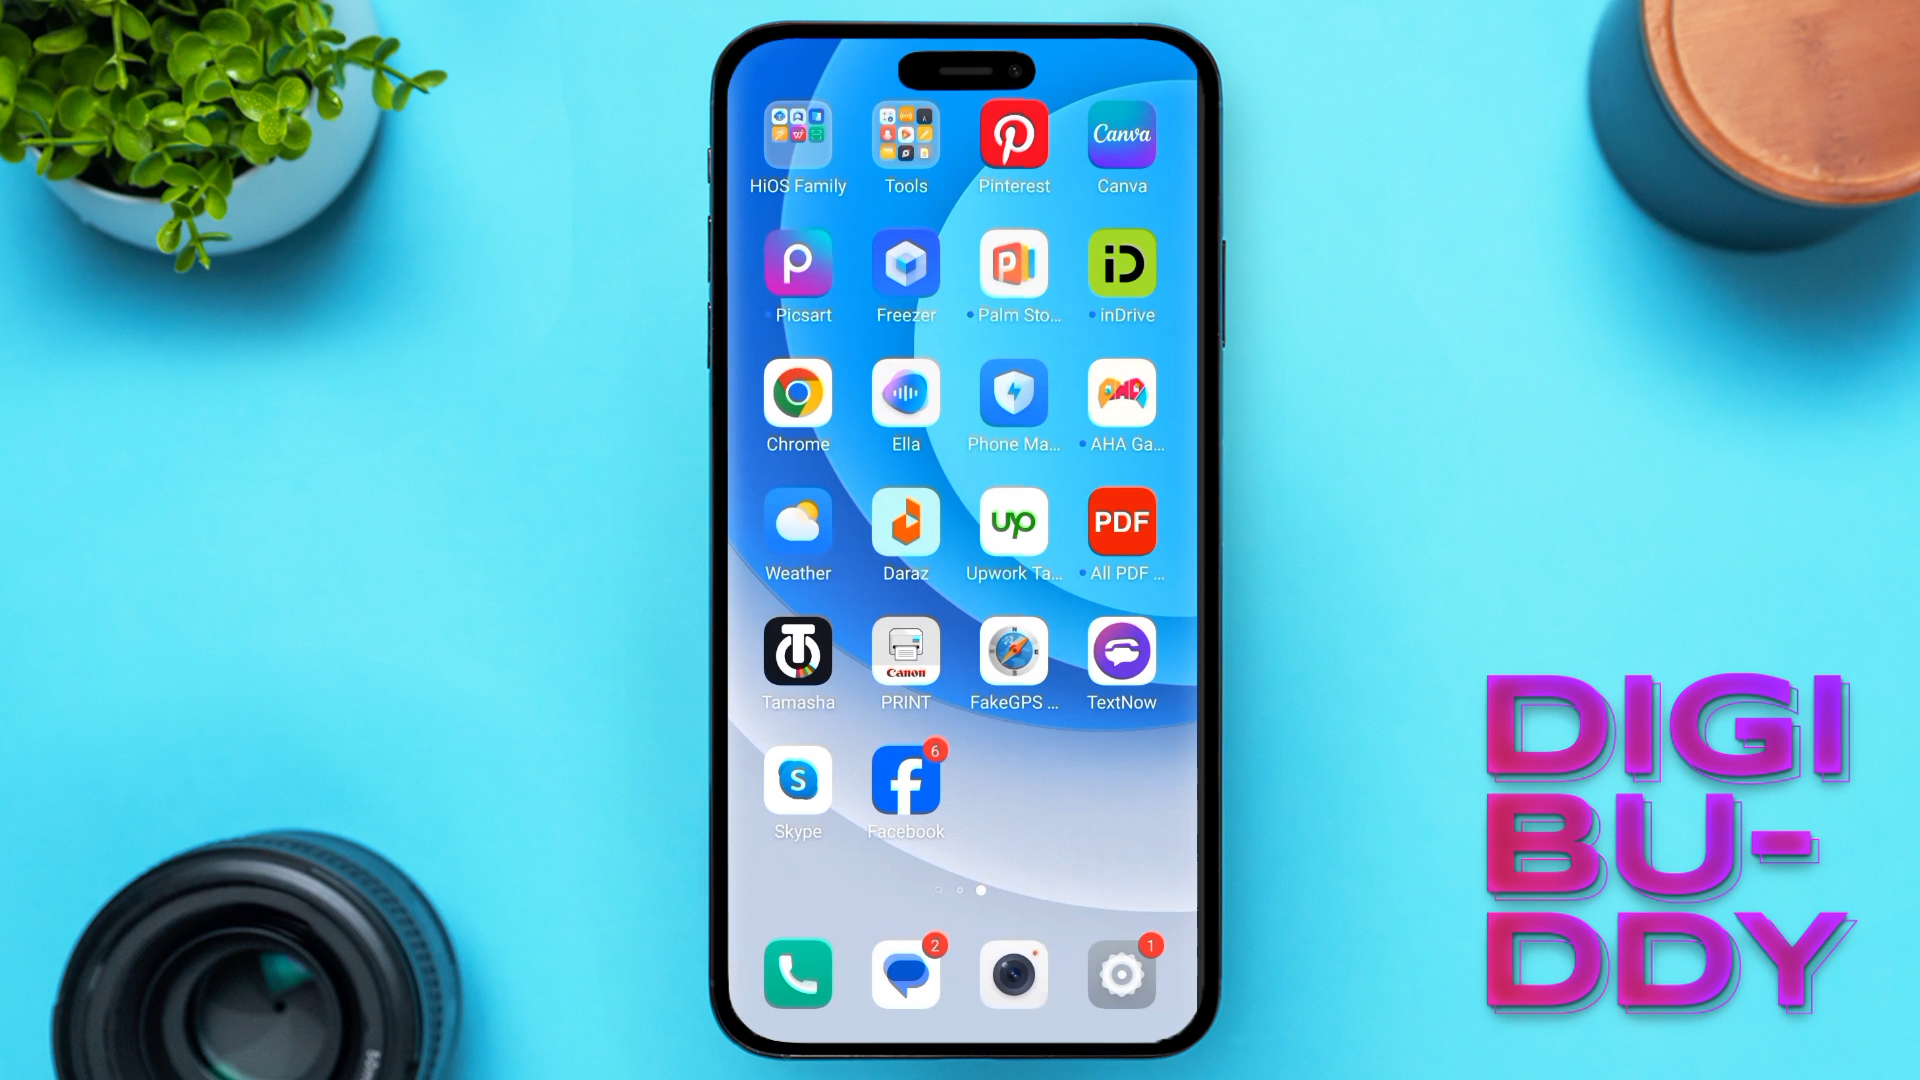 HiOS Family Tools Pinterest Canva
Canva
Picsart Freezer Palm Sto... inDrive
P iD
Chrome Ella Phone Ma... AHA Ga...
AHA
Weather Daraz Upwork Ta... All PDF ...
up PDF
Canon
Tamasha PRINT FakeGPS ... TextNow
S 6
Skype Facebook
2 1
DIGI
BU-
DDY